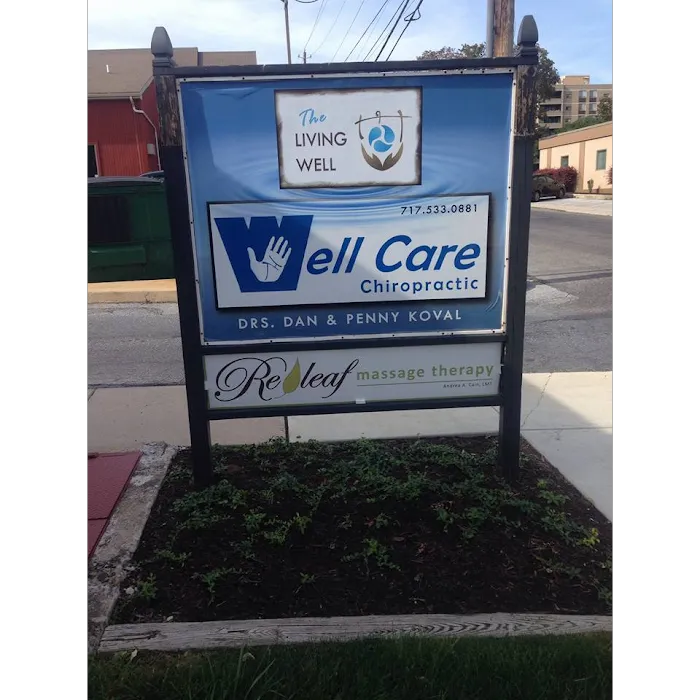 The
LIVING
WELL
717.533.0881
Well Care
Chiropractic
DRS. DAN & PENNY KOVAL
Releaf massage therapy